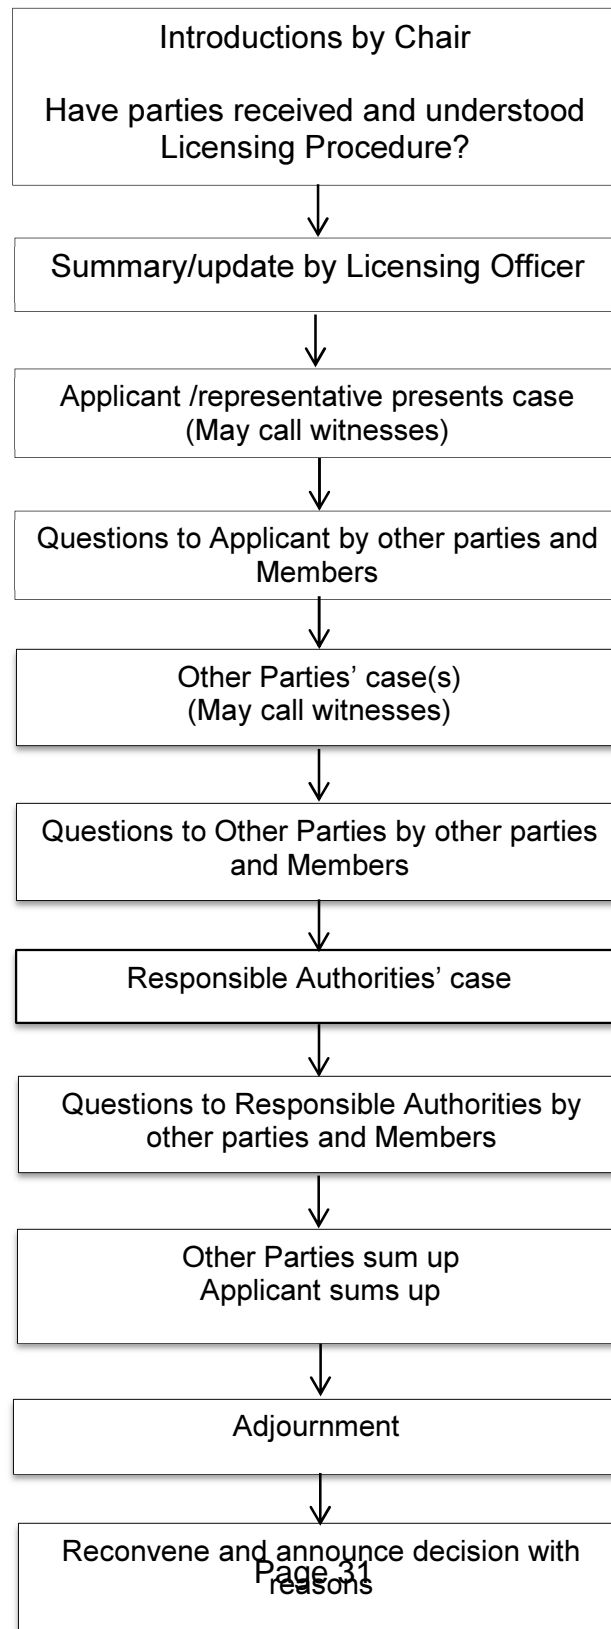 Introductions by Chair
Have parties received and understood
Licensing Procedure?
Summary/update by Licensing Officer
Applicant /representative presents case
(May call witnesses)
Questions to Applicant by other parties and
Members
Other Parties’ case(s)
(May call witnesses)
Questions to Other Parties by other parties
and Members
Responsible Authorities’ case
Questions to Responsible Authorities by
other parties and Members
Other Parties sum up
Applicant sums up
Adjournment
Reconvene and announce decision with
reasons
Page 31